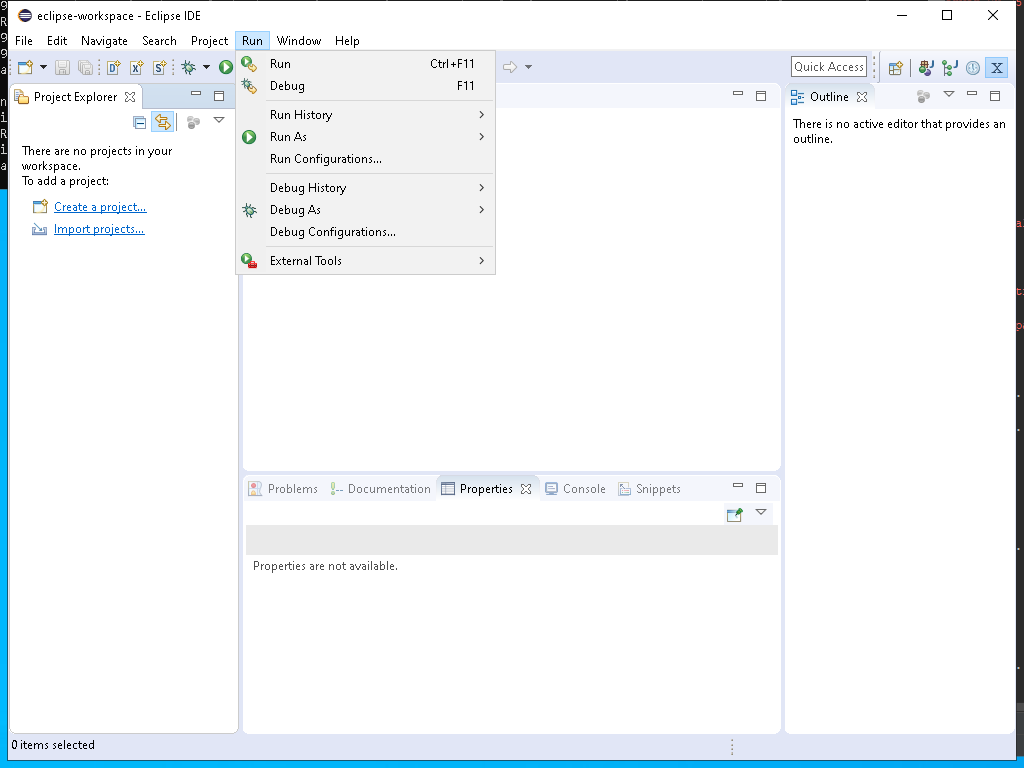 eclipse-workspace - Eclipse IDE
File Edit Navigate Search Project Run Window Help
Run Ctrl+F11
Debug F11
Run History
Run As
Run Configurations...
Debug History
Debug As
Debug Configurations...
External Tools
Quick Access
Project Explorer
There are no projects in your
workspace.
To add a project:
Create a project...
Import projects...
Outline
There is no active editor that provides an
outline.
Problems Documentation Properties Console Snippets
Properties are not available.
0 items selected